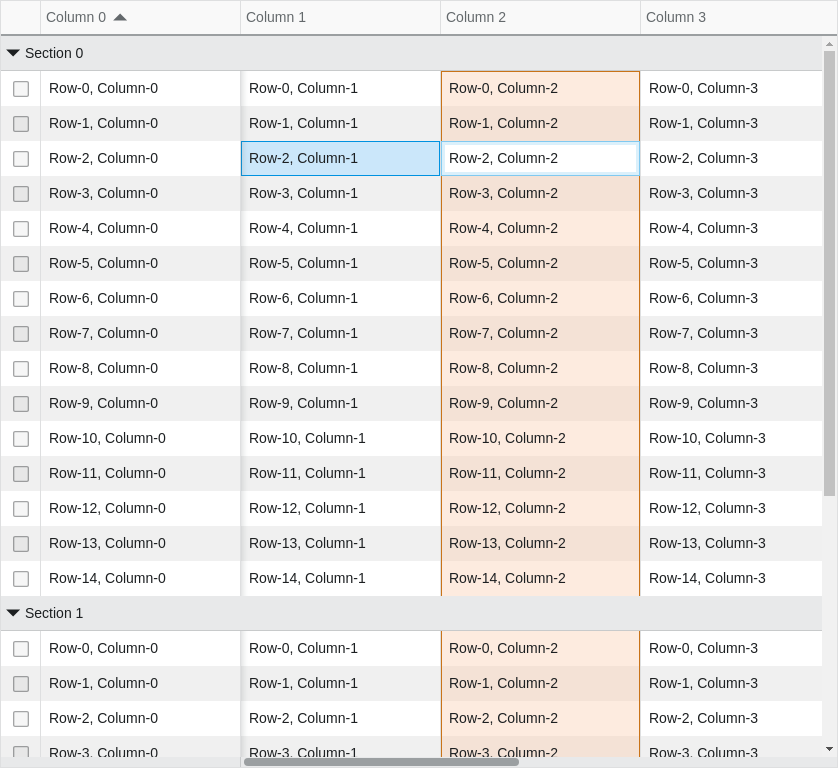 Column 0 Column 1 Column 2 Column 3
Section 0
Row-0, Column-0 Row-0, Column-1 Row-0, Column-2 Row-0, Column-3
Row-1, Column-0 Row-1, Column-1 Row-1, Column-2 Row-1, Column-3
Row-2, Column-0 Row-2, Column-1 Row-2, Column-2 Row-2, Column-3
Row-3, Column-0 Row-3, Column-1 Row-3, Column-2 Row-3, Column-3
Row-4, Column-0 Row-4, Column-1 Row-4, Column-2 Row-4, Column-3
Row-5, Column-0 Row-5, Column-1 Row-5, Column-2 Row-5, Column-3
Row-6, Column-0 Row-6, Column-1 Row-6, Column-2 Row-6, Column-3
Row-7, Column-0 Row-7, Column-1 Row-7, Column-2 Row-7, Column-3
Row-8, Column-0 Row-8, Column-1 Row-8, Column-2 Row-8, Column-3
Row-9, Column-0 Row-9, Column-1 Row-9, Column-2 Row-9, Column-3
Row-10, Column-0 Row-10, Column-1 Row-10, Column-2 Row-10, Column-3
Row-11, Column-0 Row-11, Column-1 Row-11, Column-2 Row-11, Column-3
Row-12, Column-0 Row-12, Column-1 Row-12, Column-2 Row-12, Column-3
Row-13, Column-0 Row-13, Column-1 Row-13, Column-2 Row-13, Column-3
Row-14, Column-0 Row-14, Column-1 Row-14, Column-2 Row-14, Column-3
Section 1
Row-0, Column-0 Row-0, Column-1 Row-0, Column-2 Row-0, Column-3
Row-1, Column-0 Row-1, Column-1 Row-1, Column-2 Row-1, Column-3
Row-2, Column-0 Row-2, Column-1 Row-2, Column-2 Row-2, Column-3
Row-3, Column-0 Row-3, Column-1 Row-3, Column-2 Row-3, Column-3